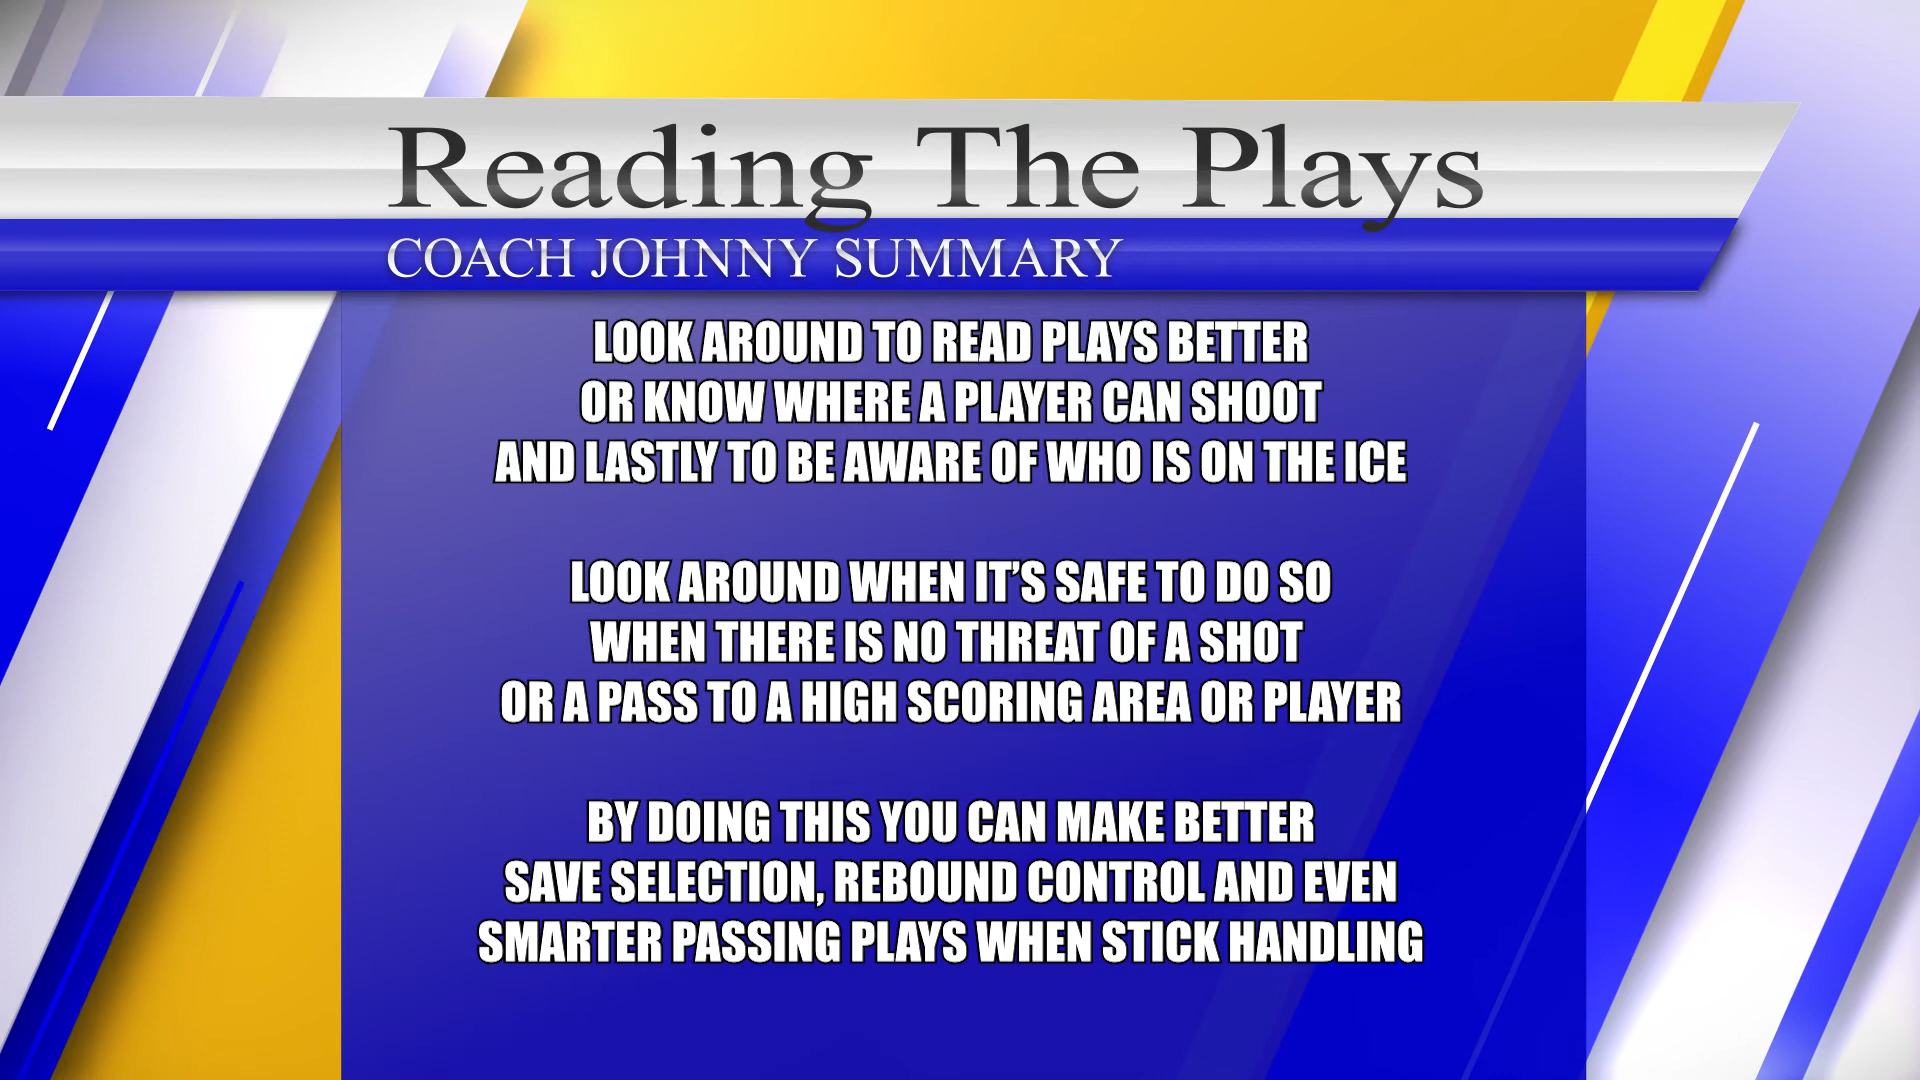 Reading The Plays
COACH JOHNNY SUMMARY
LOOK AROUND TO READ PLAYS BETTER
OR KNOW WHERE A PLAYER CAN SHOOT
AND LASTLY TO BE AWARE OF WHO IS ON THE ICE
LOOK AROUND WHEN IT’S SAFE TO DO SO
WHEN THERE IS NO THREAT OF A SHOT
OR A PASS TO A HIGH SCORING AREA OR PLAYER
BY DOING THIS YOU CAN MAKE BETTER
SAVE SELECTION, REBOUND CONTROL AND EVEN
SMARTER PASSING PLAYS WHEN STICK HANDLING